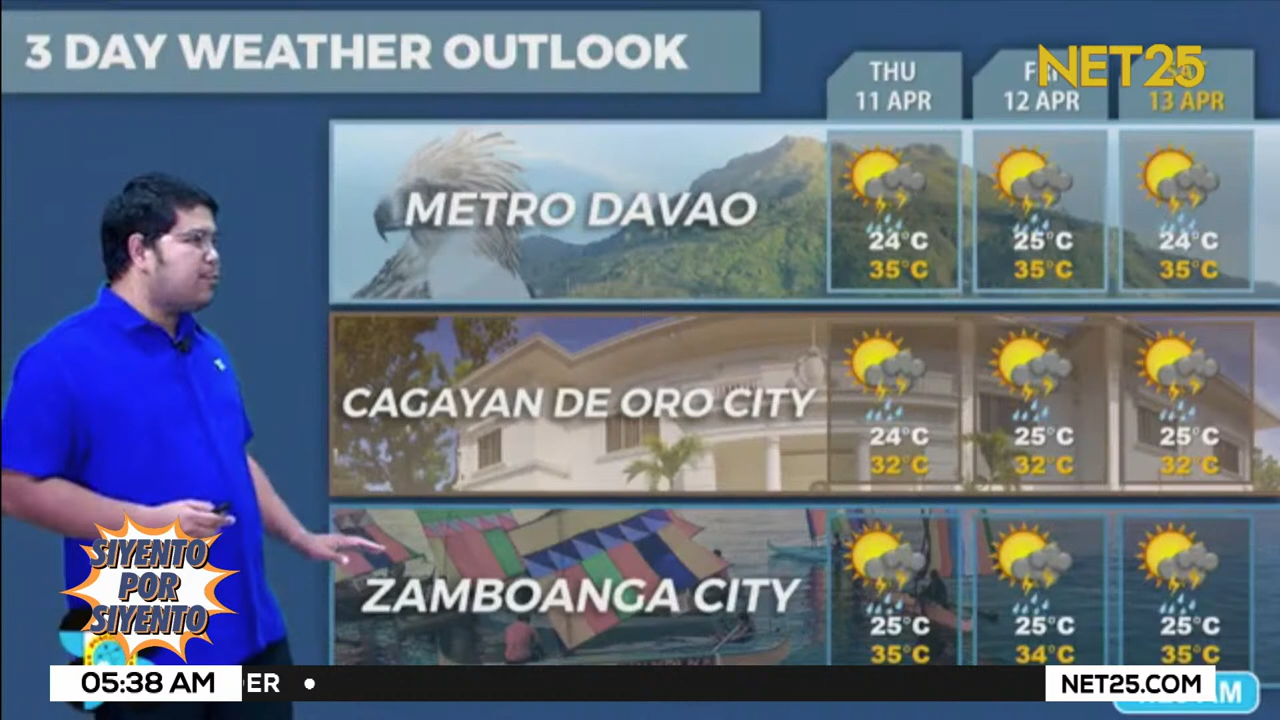 3 DAY WEATHER OUTLOOK
NET25
THU
11 APR
12 APR
13 APR
METRO DAVAO
24°C
35°C
25°C
35°C
24°C
35°C
CAGAYAN DE ORO CITY
24°C
32°C
25°C
32°C
25°C
32°C
ZAMBOANGA CITY
25°C
35°C
25°C
34°C
25°C
35°C
SIYENTO
POR
SIYENTO
05:38 AM
ER •
NET25.COM
AM